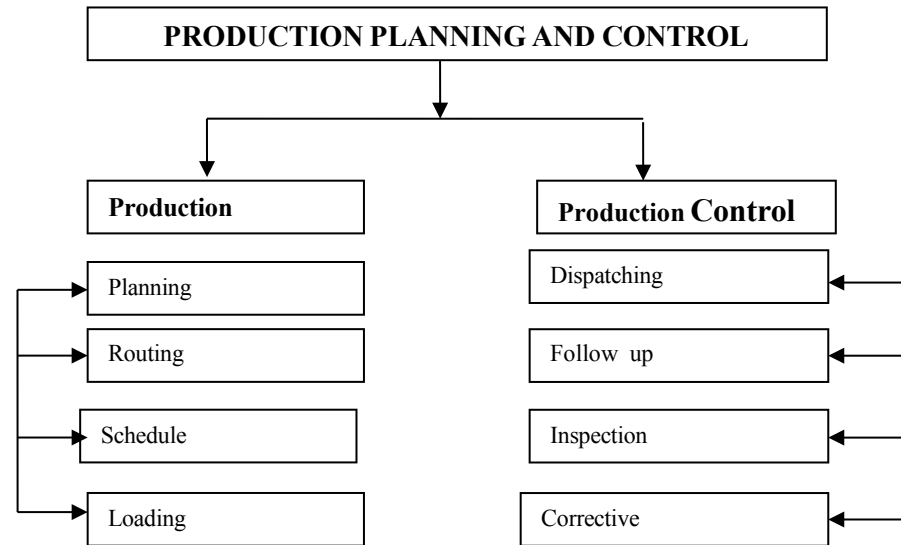 PRODUCTION PLANNING AND CONTROL
Production
Planning
Routing
Schedule
Loading
Production Control
Dispatching
Follow up
Inspection
Corrective